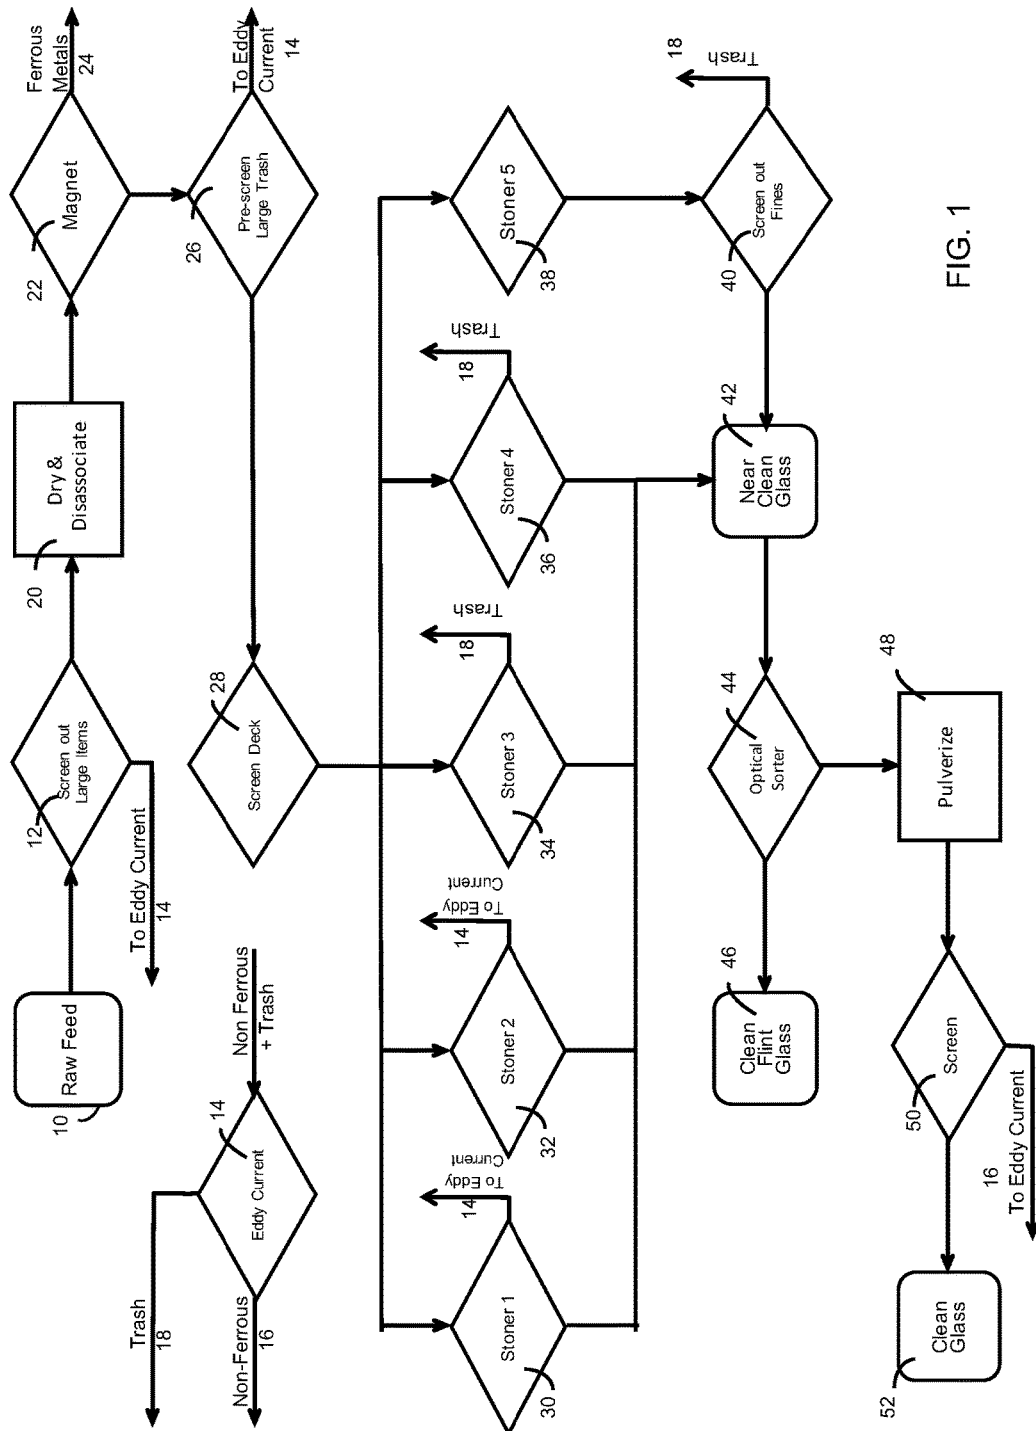 Raw Feed
10
Screen out
Large Items
12
To Eddy Current
14
Dry &
Disassociate
20
Magnet
22
Ferrous
Metals
24
Pre-screen
Large Trash
26
To Eddy
Current
14
Trash
18
Non-Ferrous
16
Eddy Current
14
Non Ferrous
+ Trash
Screen Deck
28
Stoner 1
30
14
To Eddy
Current
Stoner 2
32
14
To Eddy
Current
Stoner 3
34
18
Trash
Stoner 4
36
18
Trash
Stoner 5
38
Screen out
Fines
40
18
Trash
Near
Clean
Glass
42
Optical
Sorter
44
Clean
Flint
Glass
46
Pulverize
48
Screen
50
16
To Eddy Current
Clean
Glass
52
FIG. 1